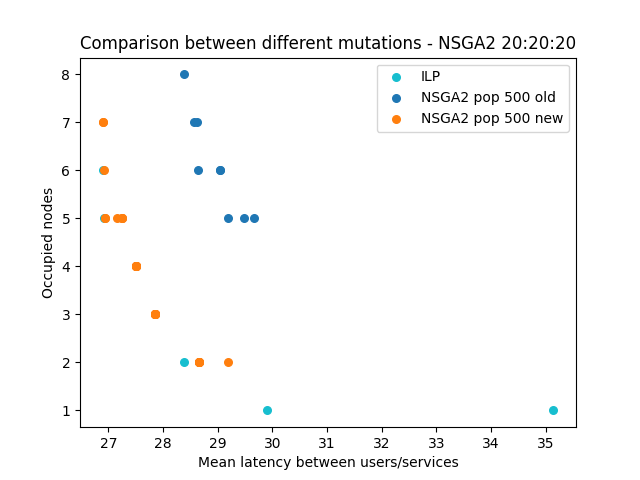 Comparison between different mutations - NSGA2 20:20:20
ILP
NSGA2 pop 500 old
NSGA2 pop 500 new
Occupied nodes
8
7
6
5
4
3
2
1
27 28 29 30 31 32 33 34 35
Mean latency between users/services